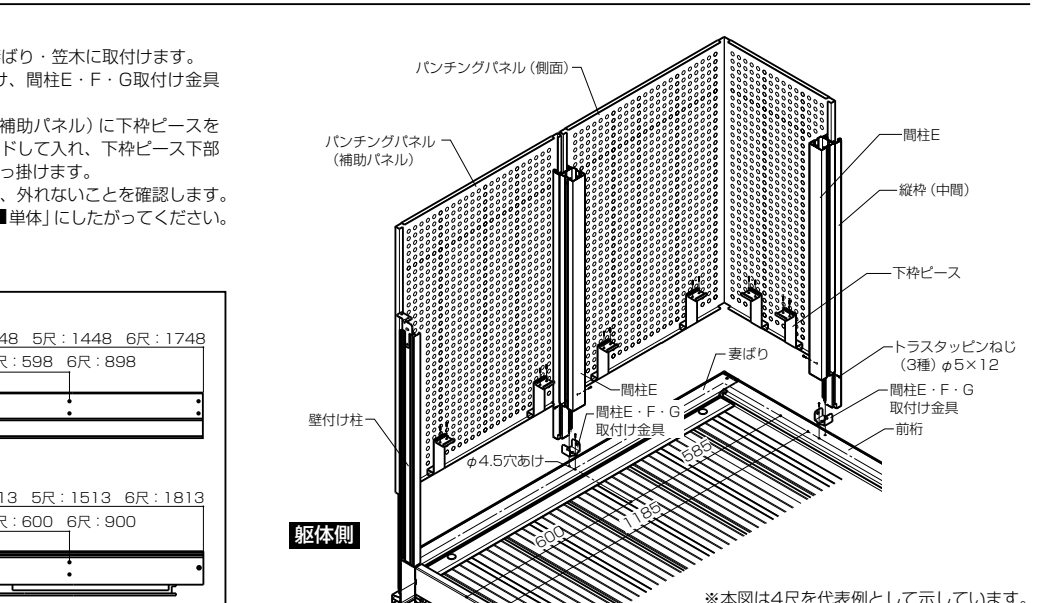 ばり・笠木に取付けます。
け、間柱E・F・G取付け金具
補助パネル）に下枠ピースを
ドして入れ、下枠ピース下部
っ掛けます。
、外れないことを確認します。
単体」にしたがってください。
48 5尺：1448 6尺：1748
尺：598 6尺：898
13 5尺：1513 6尺：1813
尺：600 6尺：900
パンチングパネル（側面）
パンチングパネル
（補助パネル）
間柱E
縦枠（中間）
下枠ピース
トラスタッピンねじ
（3種）φ5×12
間柱E・F・G
取付け金具
前桁
妻ばり
間柱E
間柱E・F・G
取付け金具
φ4.5穴あけ
壁付け柱
585
1185
600
躯体側
※本図は4尺を代表例として示しています。